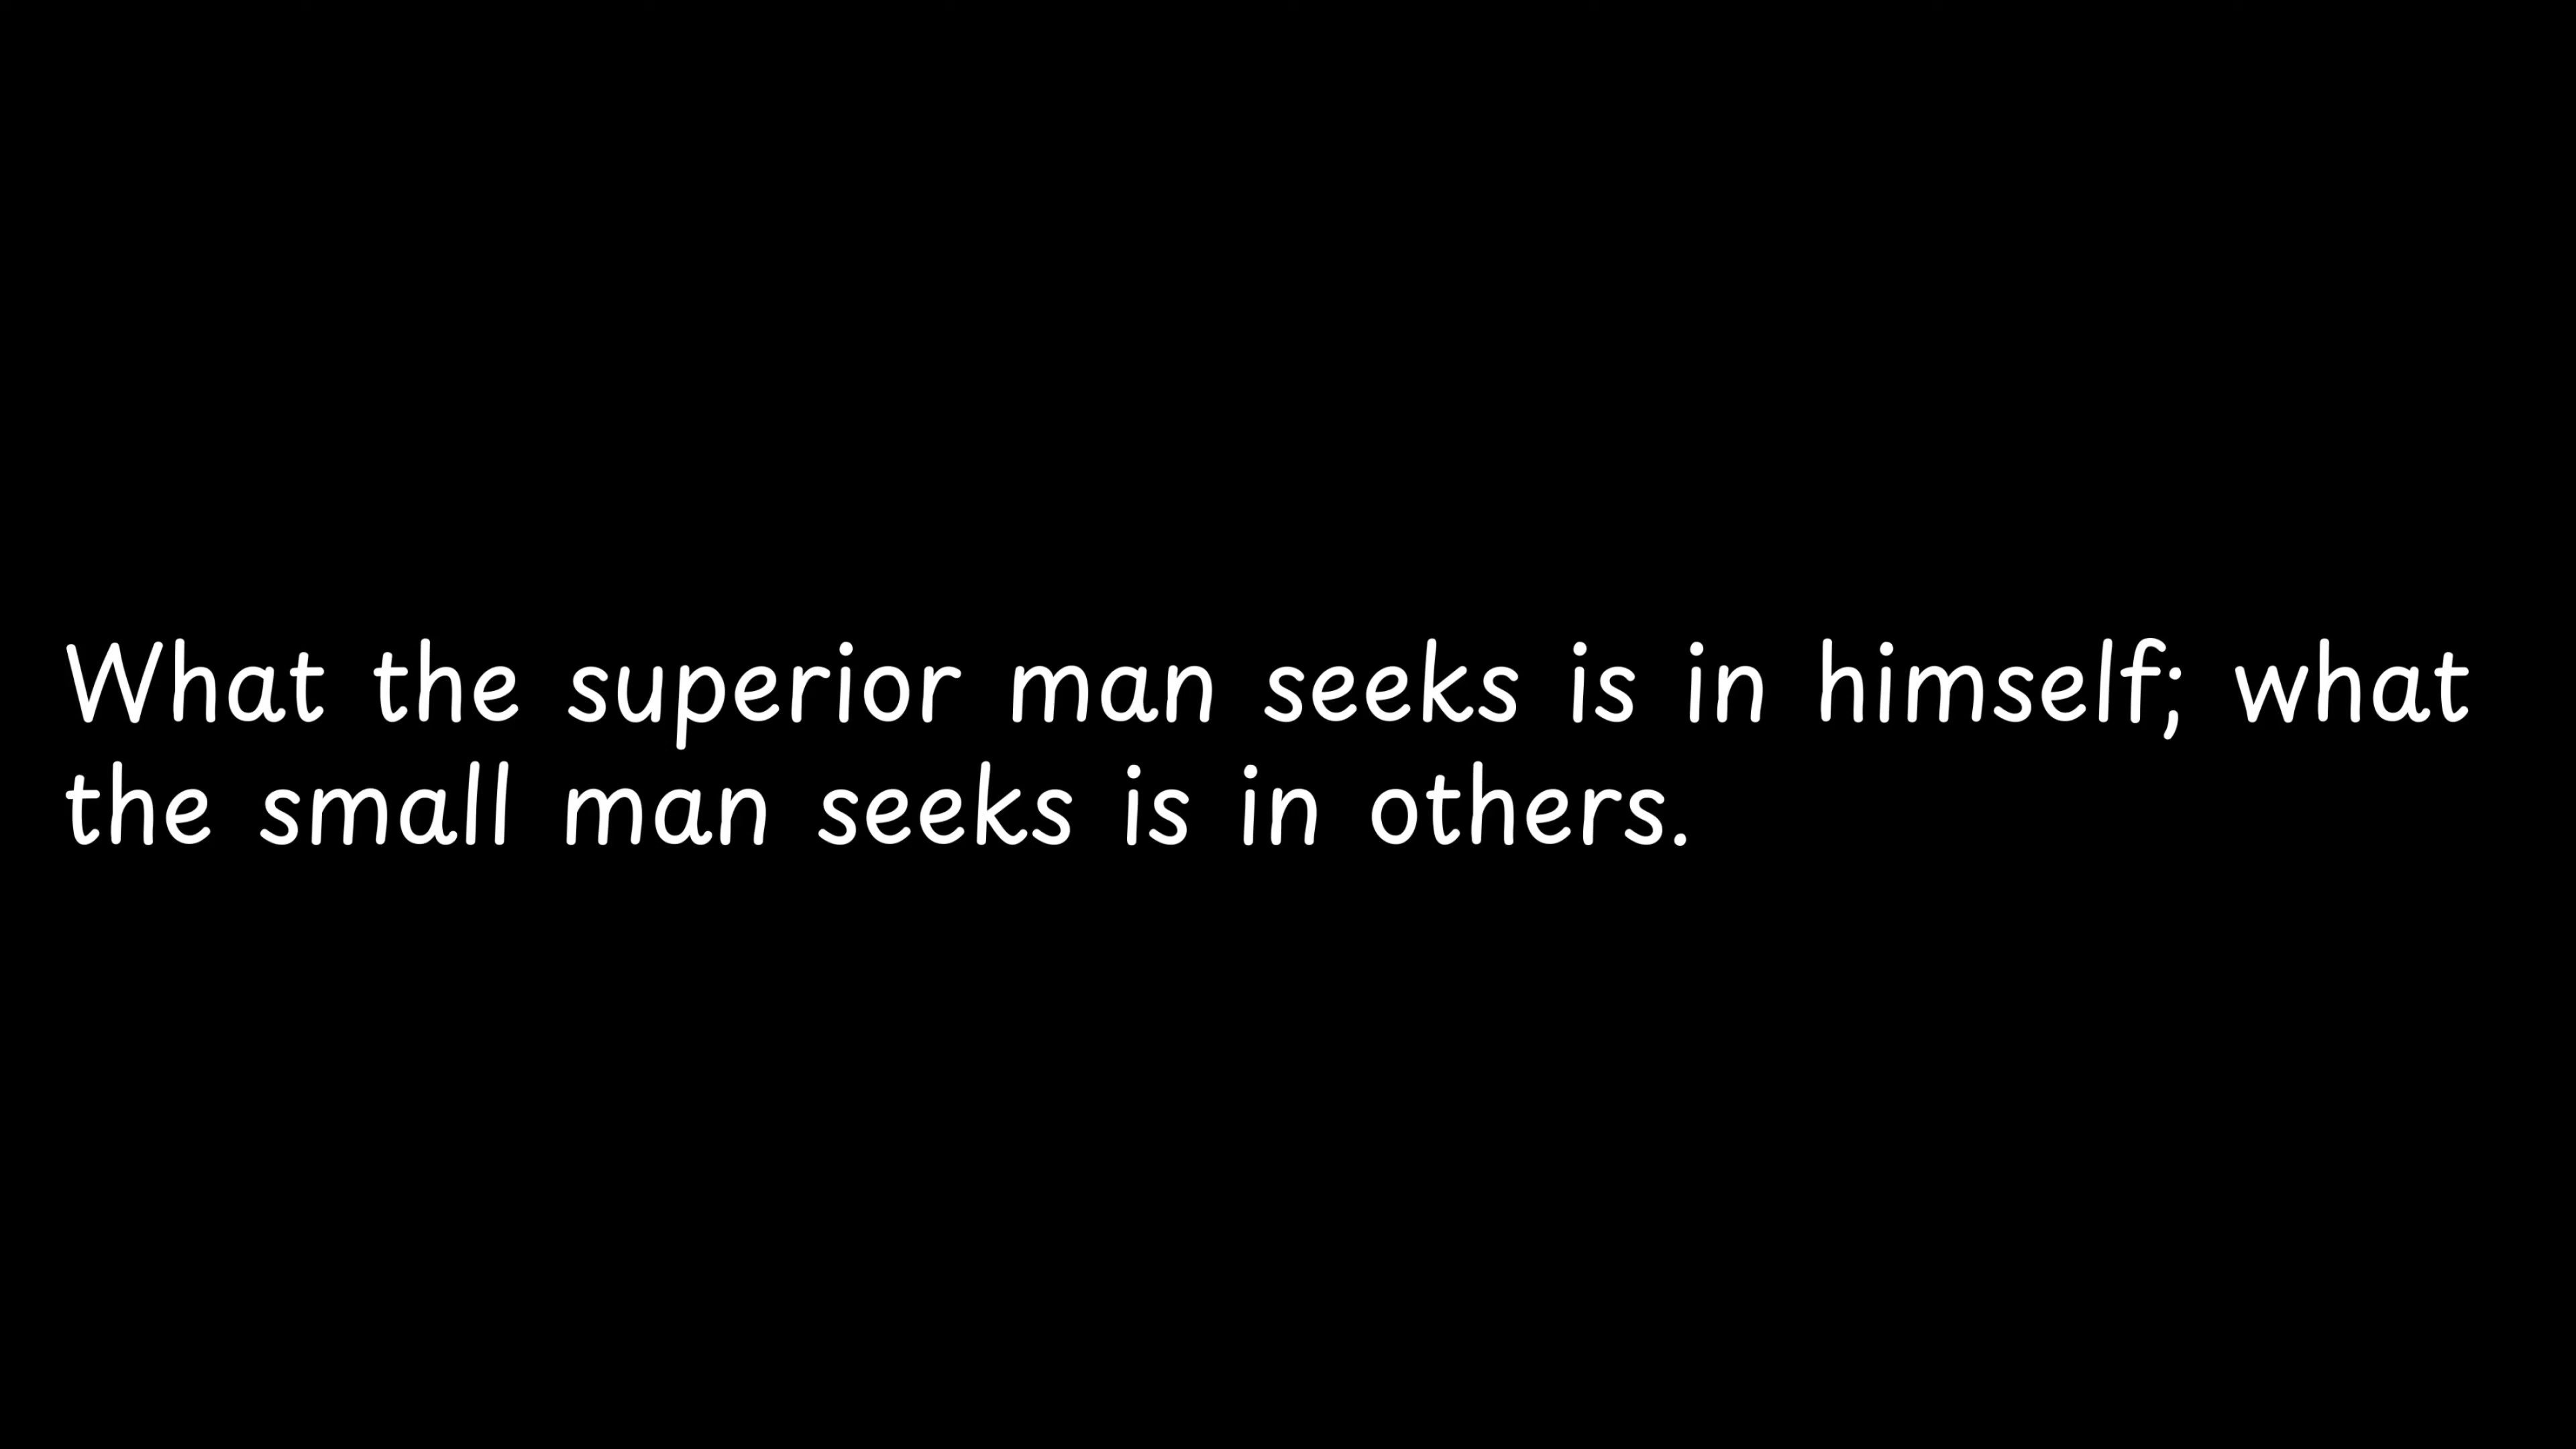 What the superior man seeks is in himself; what
the small man seeks is in others.